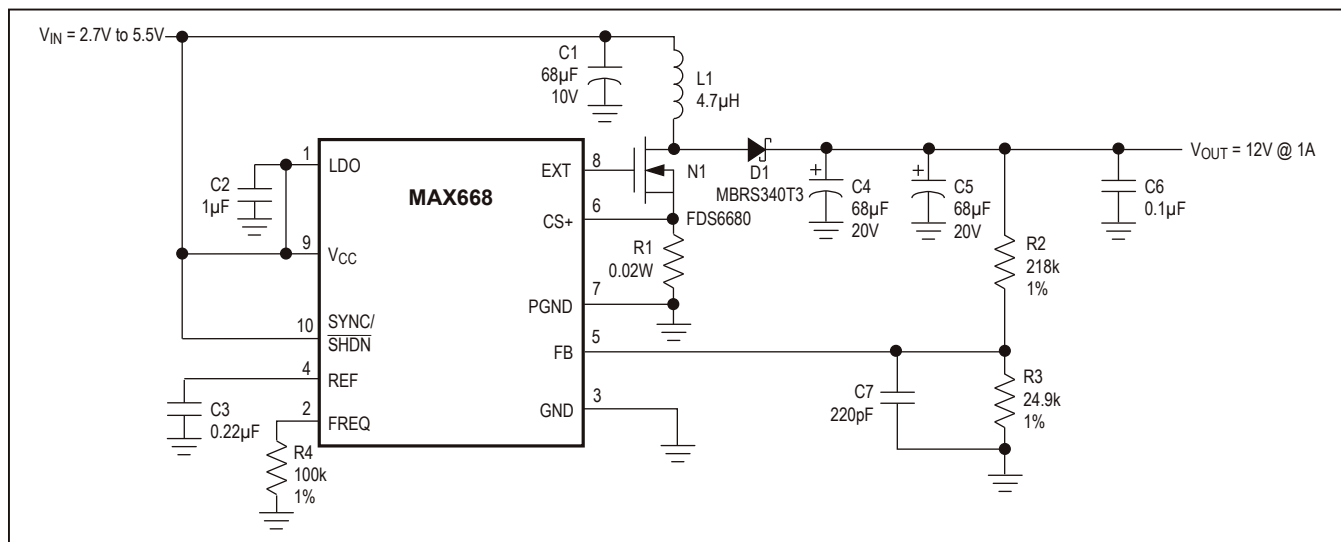 V_IN = 2.7V to 5.5V
C1
68µF
10V
L1
4.7µH
1
LDO
MAX668
EXT
8
N1
FDS6680
D1
MBRS340T3
C4
68µF
20V
C5
68µF
20V
V_OUT = 12V @ 1A
C6
0.1µF
C2
1µF
9
V_CC
CS+
6
R1
0.02W
R2
218k
1%
PGND
7
10
SYNC/
SHDN
FB
5
4
REF
C3
0.22µF
2
FREQ
R4
100k
1%
GND
3
C7
220pF
R3
24.9k
1%